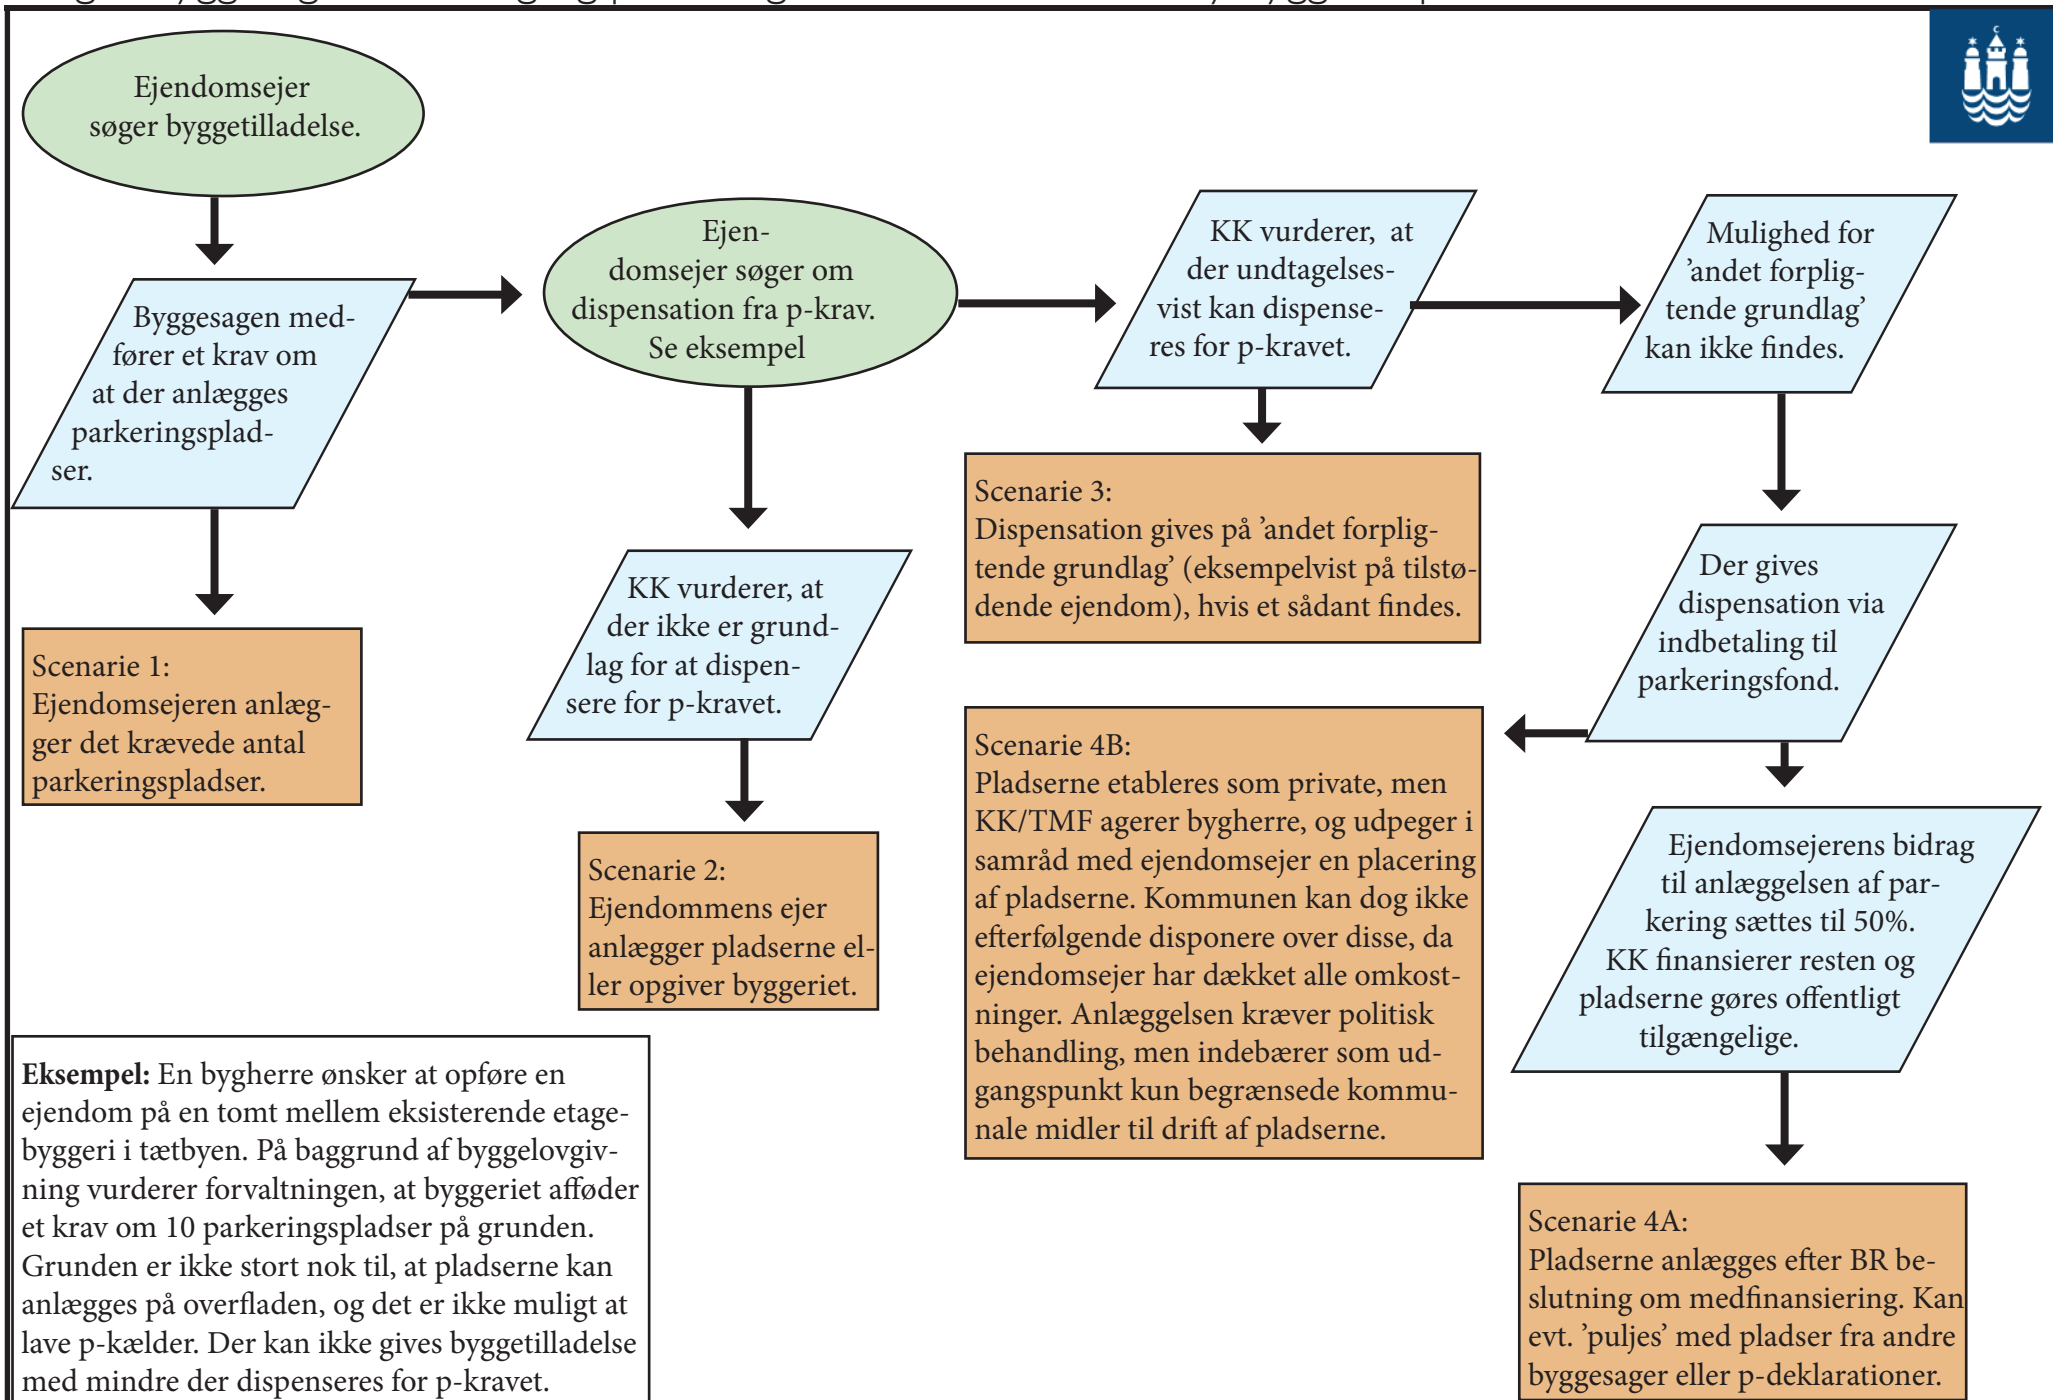 Ejendomsejer
søger byggetilladelse.
Byggesagen med-
fører et krav om
at der anlægges
parkeringsplad-
ser.
Scenarie 1:
Ejendomsejeren anlæg-
ger det krævede antal
parkeringspladser.
Ejen-
domsejer søger om
dispensation fra p-krav.
Se eksempel
KK vurderer, at
der ikke er grund-
lag for at dispen-
sere for p-kravet.
Scenarie 2:
Ejendommens ejer
anlægger pladserne el-
ler opgiver byggeriet.
KK vurderer, at
der undtagelses-
vist kan dispense-
res for p-kravet.
Scenarie 3:
Dispensation gives på ’andet forplig-
tende grundlag’ (eksempelvist på tilstø-
dende ejendom), hvis et sådant findes.
Mulighed for
’andet forplig-
tende grundlag’
kan ikke findes.
Der gives
dispensation via
indbetaling til
parkeringsfond.
Scenarie 4B:
Pladserne etableres som private, men
KK/TMF agerer bygherre, og udpeger i
samråd med ejendomsejer en placering
af pladserne. Kommunen kan dog ikke
efterfølgende disponere over disse, da
ejendomsejer har dækket alle omkost-
ninger. Anlæggelsen kræver politisk
behandling, men indebærer som ud-
gangspunkt kun begrænsede kommu-
nale midler til drift af pladserne.
Ejendomsejerens bidrag
til anlæggelsen af par-
kering sættes til 50%.
KK finansierer resten og
pladserne gøres offentligt
tilgængelige.
Scenarie 4A:
Pladserne anlægges efter BR be-
slutning om medfinansiering. Kan
evt. ’puljes’ med pladser fra andre
byggesager eller p-deklarationer.
Eksempel: En bygherre ønsker at opføre en
ejendom på en tomt mellem eksisterende etage-
byggeri i tætbyen. På baggrund af byggelovgiv-
ning vurderer forvaltningen, at byggeriet afføder
et krav om 10 parkeringspladser på grunden.
Grunden er ikke stort nok til, at pladserne kan
anlægges på overfladen, og det er ikke muligt at
lave p-kælder. Der kan ikke gives byggetilladelse
med mindre der dispenseres for p-kravet.